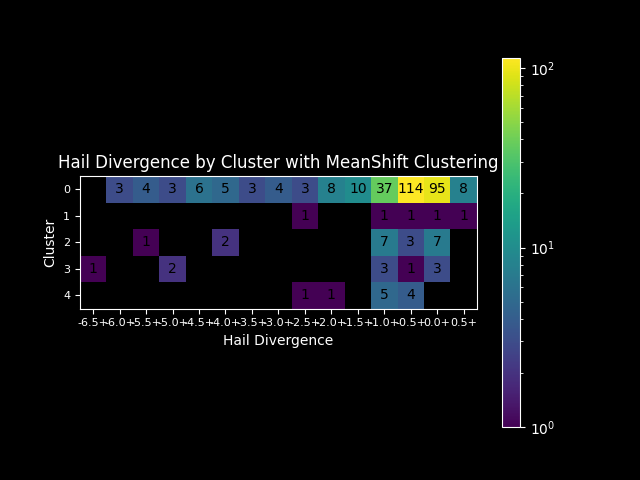 Hail Divergence by Cluster with MeanShift Clustering
0 3 4 3 6 5 3 4 3 8 10 37 114 95 8
1 1 1 1 1 1
2 1 2 7 3 7
3 1 2 3 1 3
4 1 1 5 4
Cluster
-6.5+ -6.0+ -5.5+ -5.0+ -4.5+ -4.0+ -3.5+ -3.0+ -2.5+ -2.0+ -1.5+ -1.0+ -0.5+ 0.0+ 0.5+
Hail Divergence
10²
10¹
10⁰